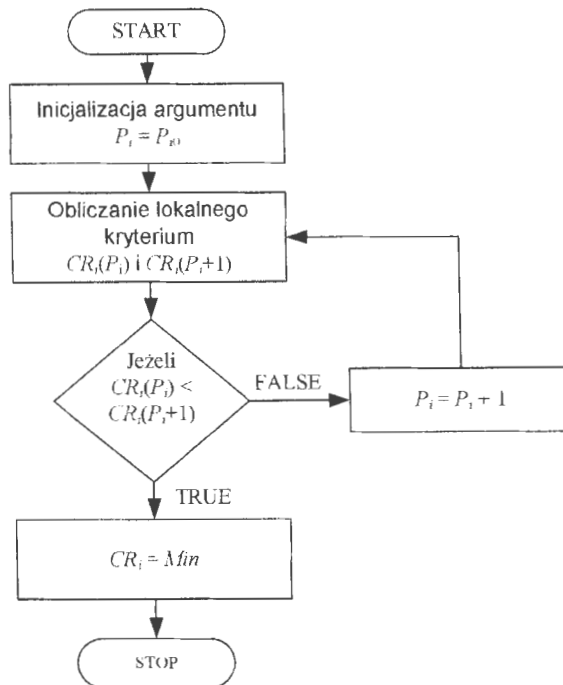 START
Inicjalizacja argumentu
P_i = P_i0
Obliczanie lokalnego
kryterium
CR_i(P_i) i CR_i(P_i+1)
Jeżeli
CR_i(P_i) <
CR_i(P_i+1)
FALSE
P_i = P_i + 1
TRUE
CR_i = Min
STOP